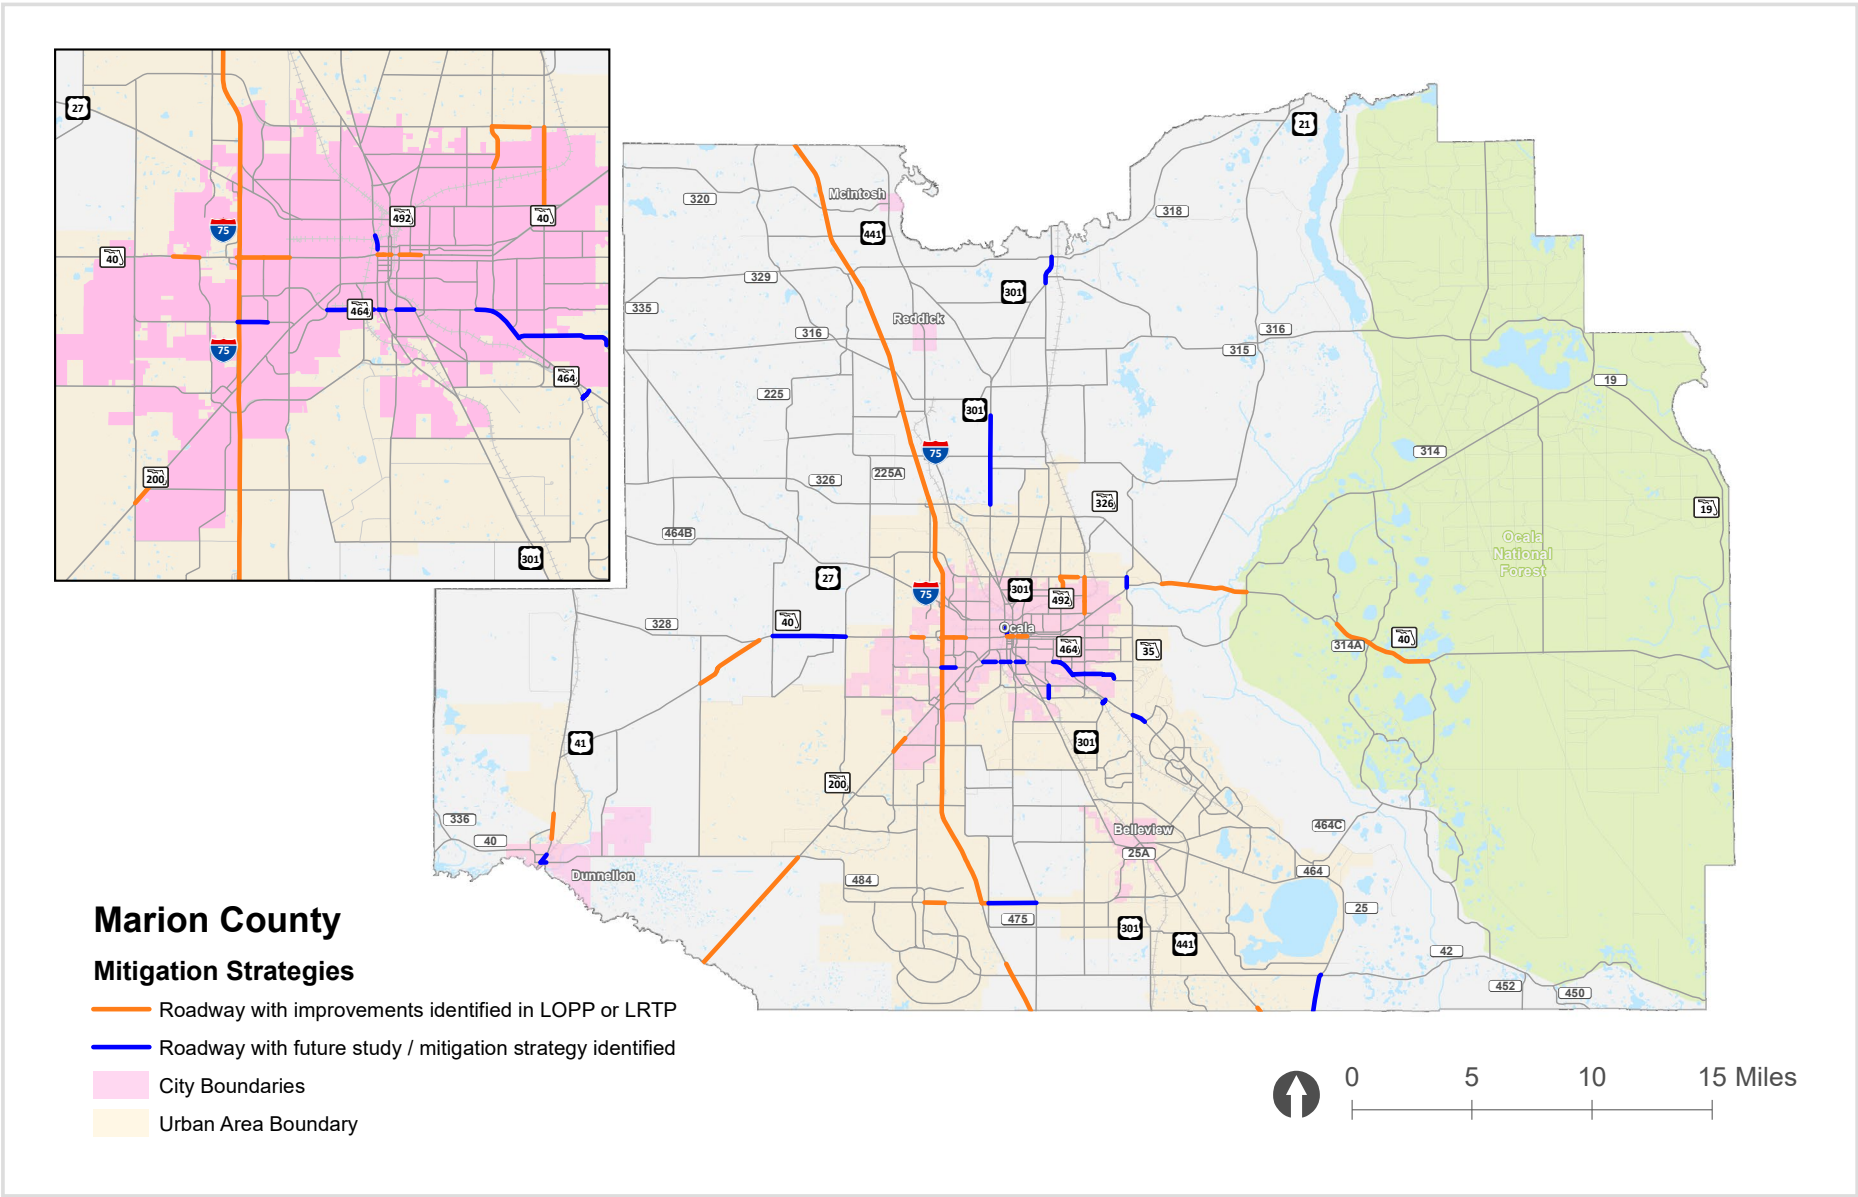 27
75
40
492
40
464
75
464
200
301
21
320
McIntosh
318
441
329
301
335
316
Reddick
316
315
19
225
301
314
75
225A
326
326
19
464B
Ocala
National
Forest
27
75
301
492
40
328
Ocala
464
35
40
314A
41
301
200
336
40
Belleview
464C
25A
Dunnellon
484
464
475
25
301
441
42
452
450
Marion County
Mitigation Strategies
Roadway with improvements identified in LOPP or LRTP
Roadway with future study / mitigation strategy identified
City Boundaries
Urban Area Boundary
0 5 10 15 Miles